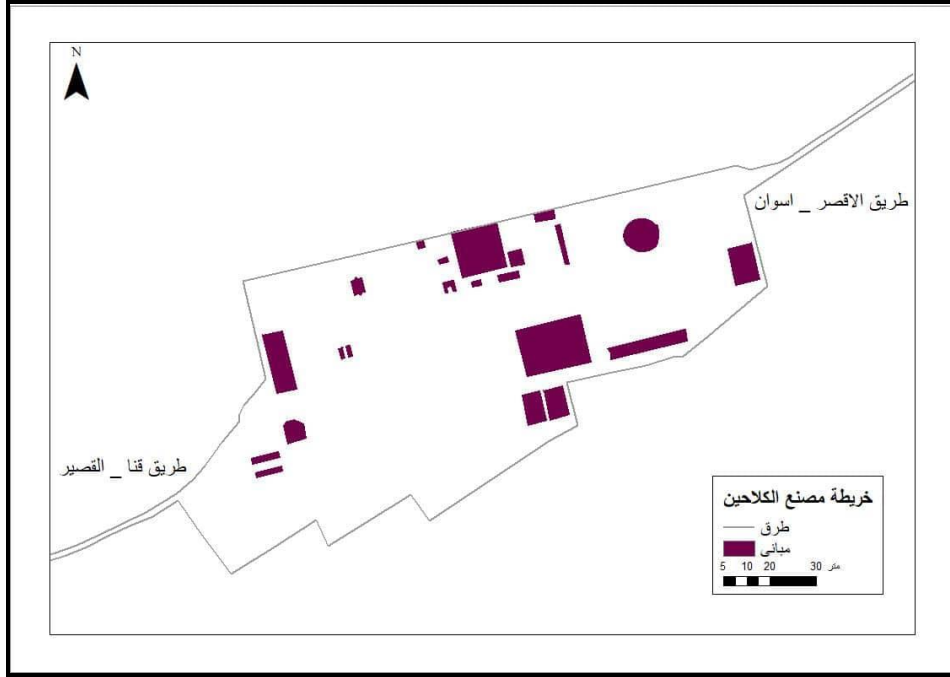 N
طريق الاقصر _ اسوان
طريق قنا _ القصير
خريطة مصنع الكلاحين
طرق
مبانى
5 10 20 30 متر